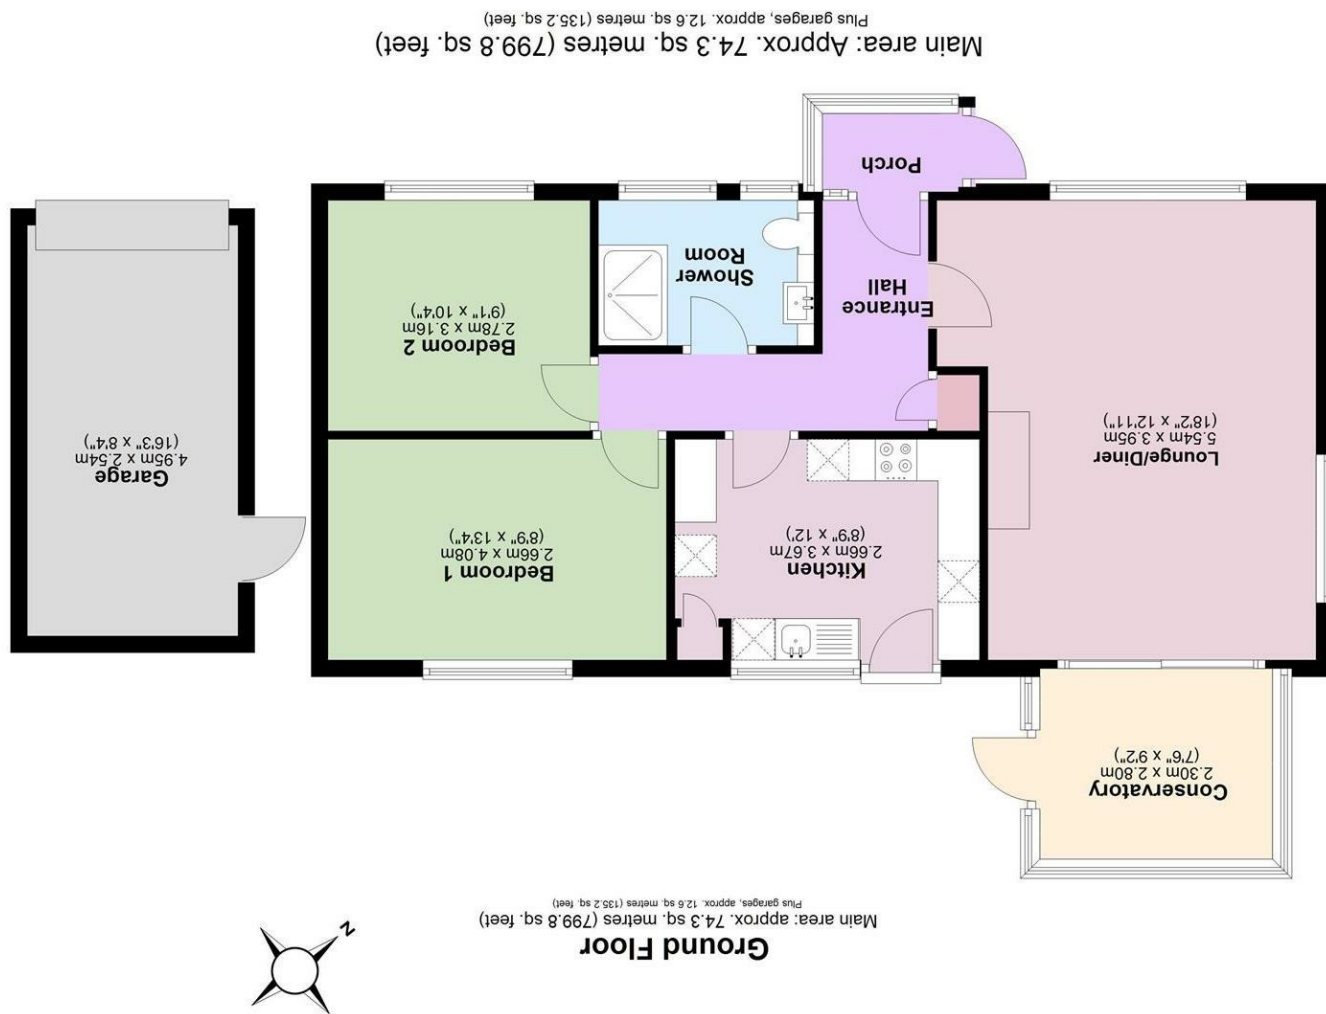 Ground Floor
Main area: approx. 74.3 sq. metres (799.8 sq. feet)
Plus garages, approx. 12.6 sq. metres (135.2 sq. feet)
N
Conservatory
2.30m x 2.80m
(7'6" x 9'2")
Lounge/Diner
5.54m x 3.95m
(18'2" x 12'11")
Kitchen
2.66m x 3.67m
(8'9" x 12')
Bedroom 1
2.66m x 4.08m
(8'9" x 13'4")
Garage
4.95m x 2.54m
(16'3" x 8'4")
Entrance
Hall
Shower
Room
Bedroom 2
2.78m x 3.16m
(9'1" x 10'4")
Porch
Main area: Approx. 74.3 sq. metres (799.8 sq. feet)
Plus garages, approx. 12.6 sq. metres (135.2 sq. feet)